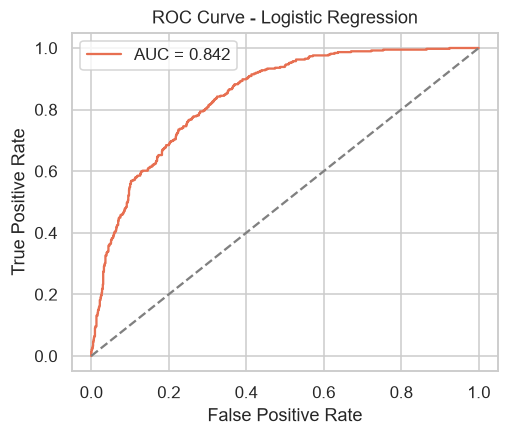 ROC Curve - Logistic Regression
AUC = 0.842
True Positive Rate
1.0
0.8
0.6
0.4
0.2
0.0
0.0 0.2 0.4 0.6 0.8 1.0
False Positive Rate